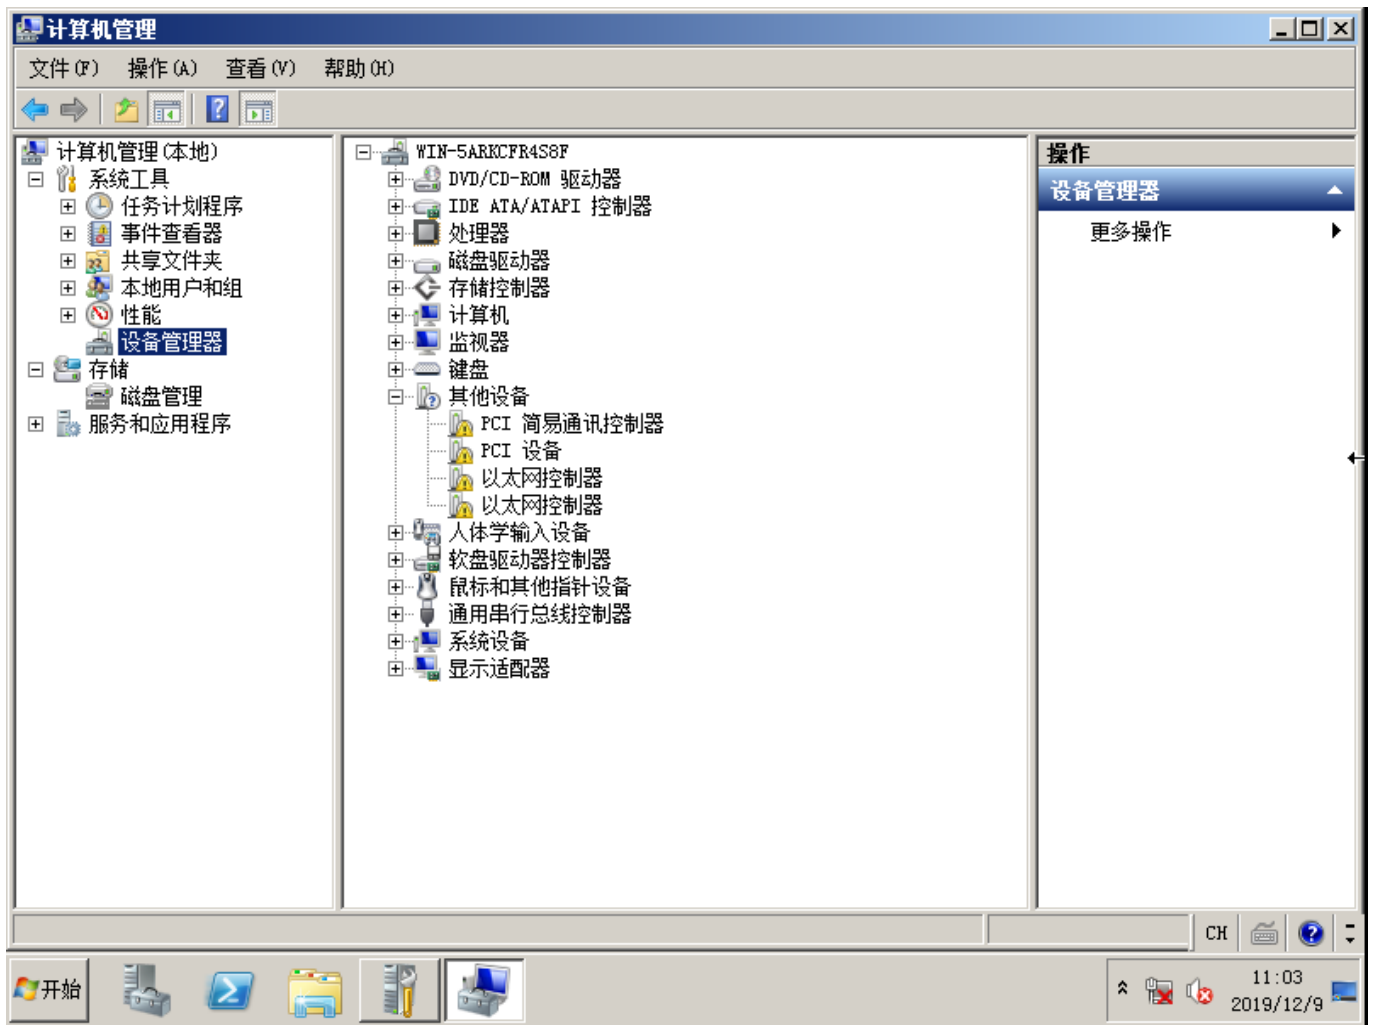 计算机管理
文件(F) 操作(A) 查看(V) 帮助(H)
计算机管理(本地)
系统工具
任务计划程序
事件查看器
共享文件夹
本地用户和组
性能
设备管理器
存储
磁盘管理
服务和应用程序
WIN-5ARKCFR4S8F
DVD/CD-ROM 驱动器
IDE ATA/ATAPI 控制器
处理器
磁盘驱动器
存储控制器
计算机
监视器
键盘
其他设备
PCI 简易通讯控制器
PCI 设备
以太网控制器
以太网控制器
人体学输入设备
软盘驱动器控制器
鼠标和其他指针设备
通用串行总线控制器
系统设备
显示适配器
操作
设备管理器
更多操作
CH
开始
11:03
2019/12/9